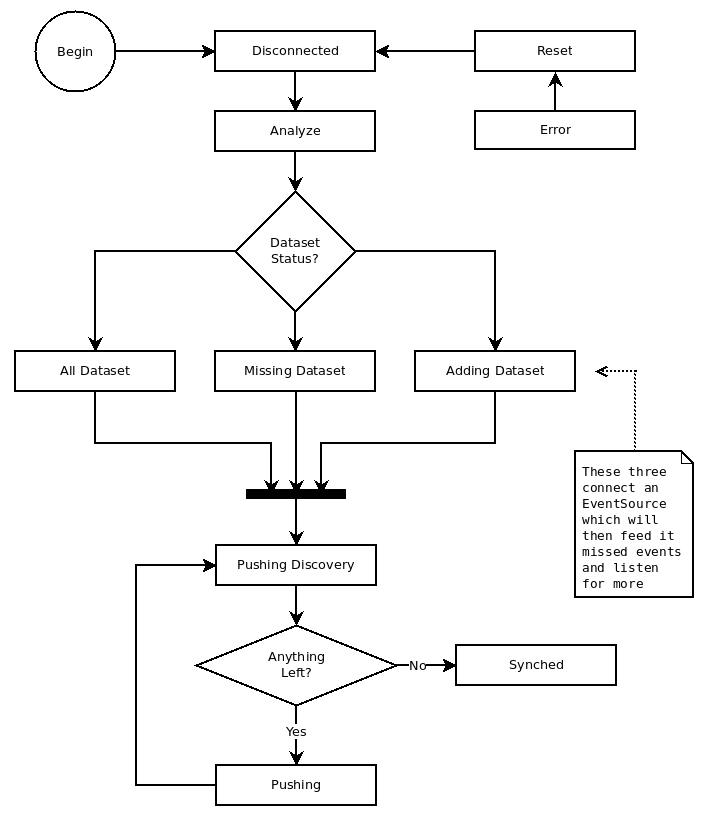 Begin
Disconnected
Reset
Analyze
Error
Dataset
Status?
All Dataset
Missing Dataset
Adding Dataset
These three
connect an
EventSource
which will
then feed it
missed events
and listen
for more
Pushing Discovery
Anything
Left?
No
Synched
Yes
Pushing